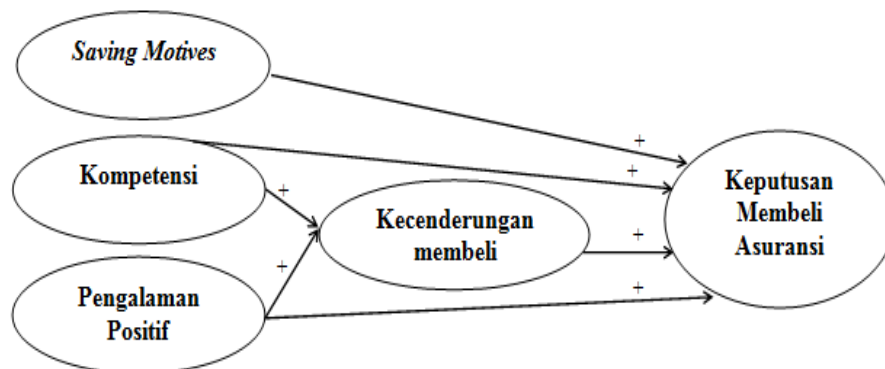 Saving Motives
+
+
Kompetensi
+
Keputusan
Membeli
Asuransi
Kecenderungan
membeli
+
+
Pengalaman
Positif
+